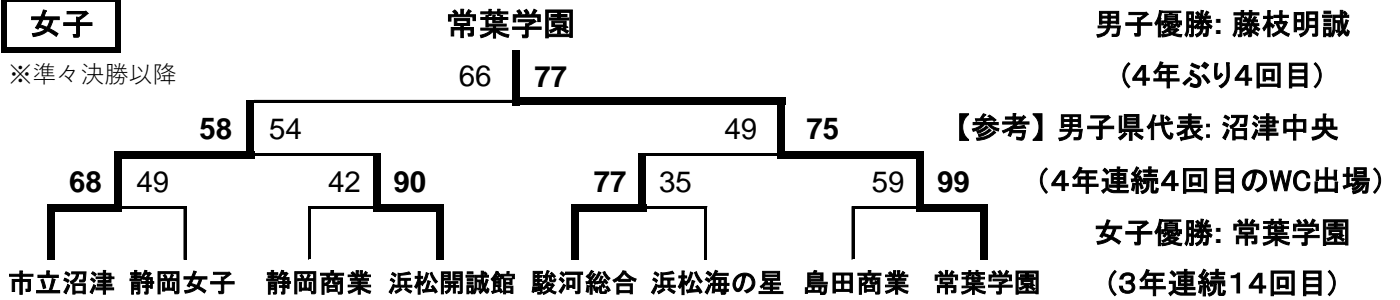 女子
常葉学園
男子優勝: 藤枝明誠
※準々決勝以降
66 77
(4年ぶり4回目)
58 54
49 75
【参考】男子県代表: 沼津中央
68 49
42 90
77 35
59 99
(4年連続4回目のWC出場)
女子優勝: 常葉学園
市立沼津 静岡女子 静岡商業 浜松開誠館 駿河総合 浜松海の星 島田商業 常葉学園
(3年連続14回目)